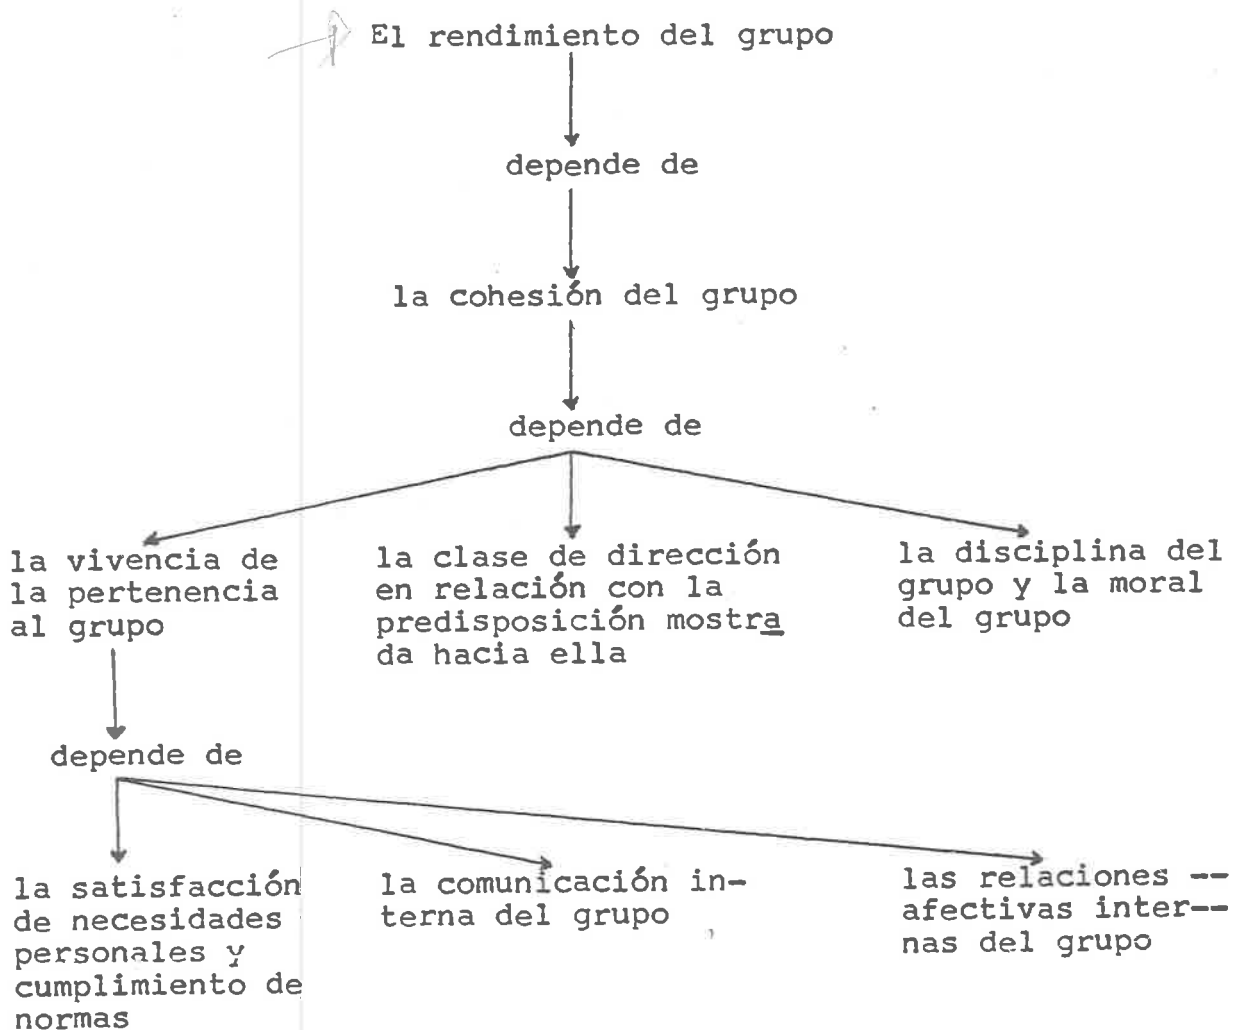 El rendimiento del grupo
depende de
la cohesión del grupo
depende de
la vivencia de
la pertenencia
al grupo
la clase de dirección
en relación con la
predisposición mostra
da hacia ella
la disciplina del
grupo y la moral
del grupo
depende de
la satisfacción
de necesidades
personales y
cumplimiento de
normas
la comunicación in-
terna del grupo
las relaciones --
afectivas inter--
nas del grupo